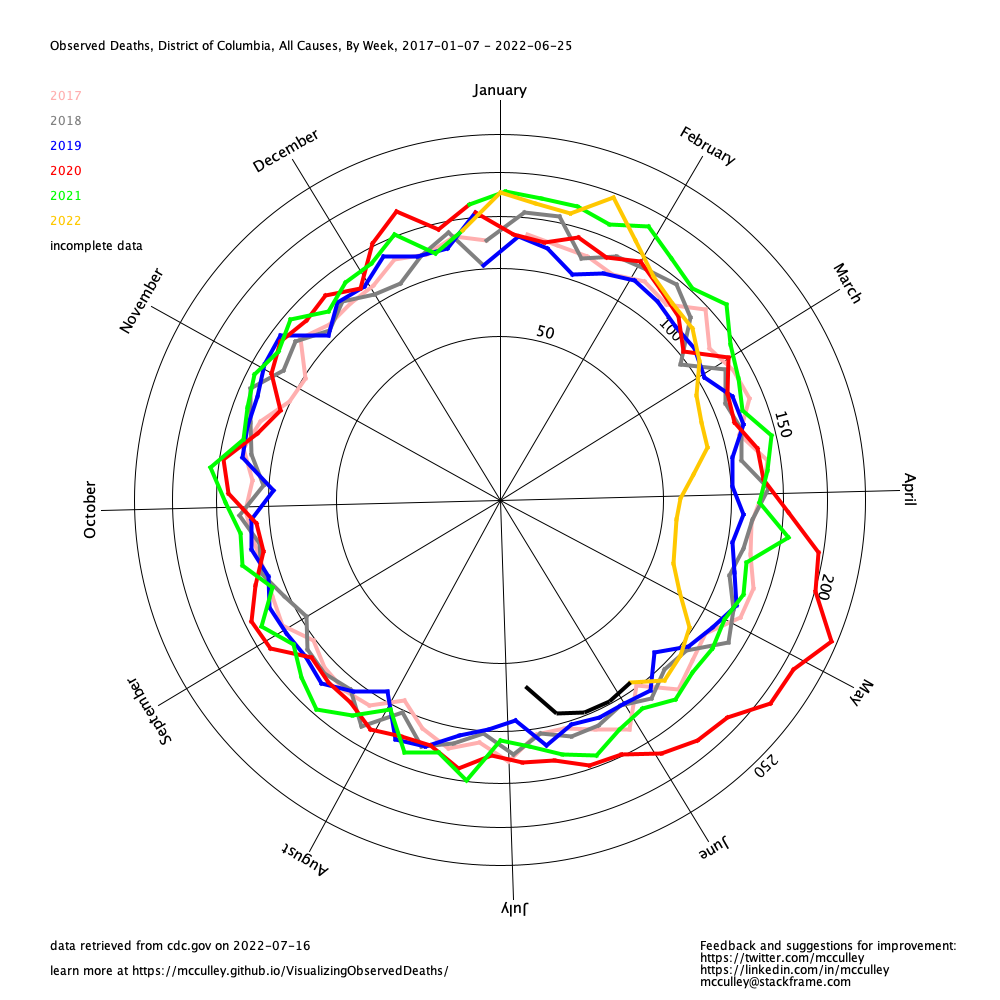 Observed Deaths, District of Columbia, All Causes, By Week, 2017-01-07 - 2022-06-25
2017
2018
2019
2020
2021
2022
incomplete data
January
February
March
April
May
June
July
August
September
October
November
December
50
100
150
200
250
data retrieved from cdc.gov on 2022-07-16
learn more at https://mcculley.github.io/VisualizingObservedDeaths/
Feedback and suggestions for improvement:
https://twitter.com/mcculley
https://linkedin.com/in/mcculley
mcculley@stackframe.com